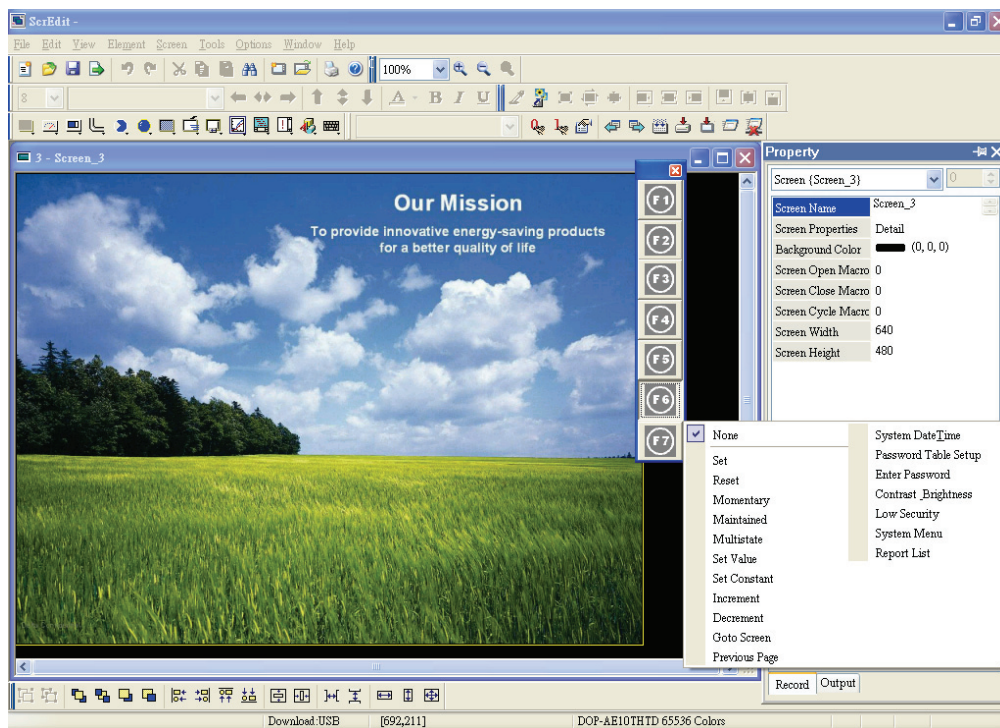 ScrEdit -
File Edit View Element Screen Tools Options Window Help
100%
8
A B I U
3 - Screen_3
Our Mission
To provide innovative energy-saving products
for a better quality of life
F1
F2
F3
F4
F5
F6
F7
Property
Screen {Screen_3} 0
Screen Name Screen_3
Screen Properties Detail
Background Color (0, 0, 0)
Screen Open Macro 0
Screen Close Macro 0
Screen Cycle Macrc 0
Screen Width 640
Screen Height 480
None
Set
Reset
Momentary
Maintained
Multistate
Set Value
Set Constant
Increment
Decrement
Goto Screen
Previous Page
System DateTime
Password Table Setup
Enter Password
Contrast_Brightness
Low Security
System Menu
Report List
Record Output
Download:USB [692,211] DOP-AE10THTD 65536 Colors